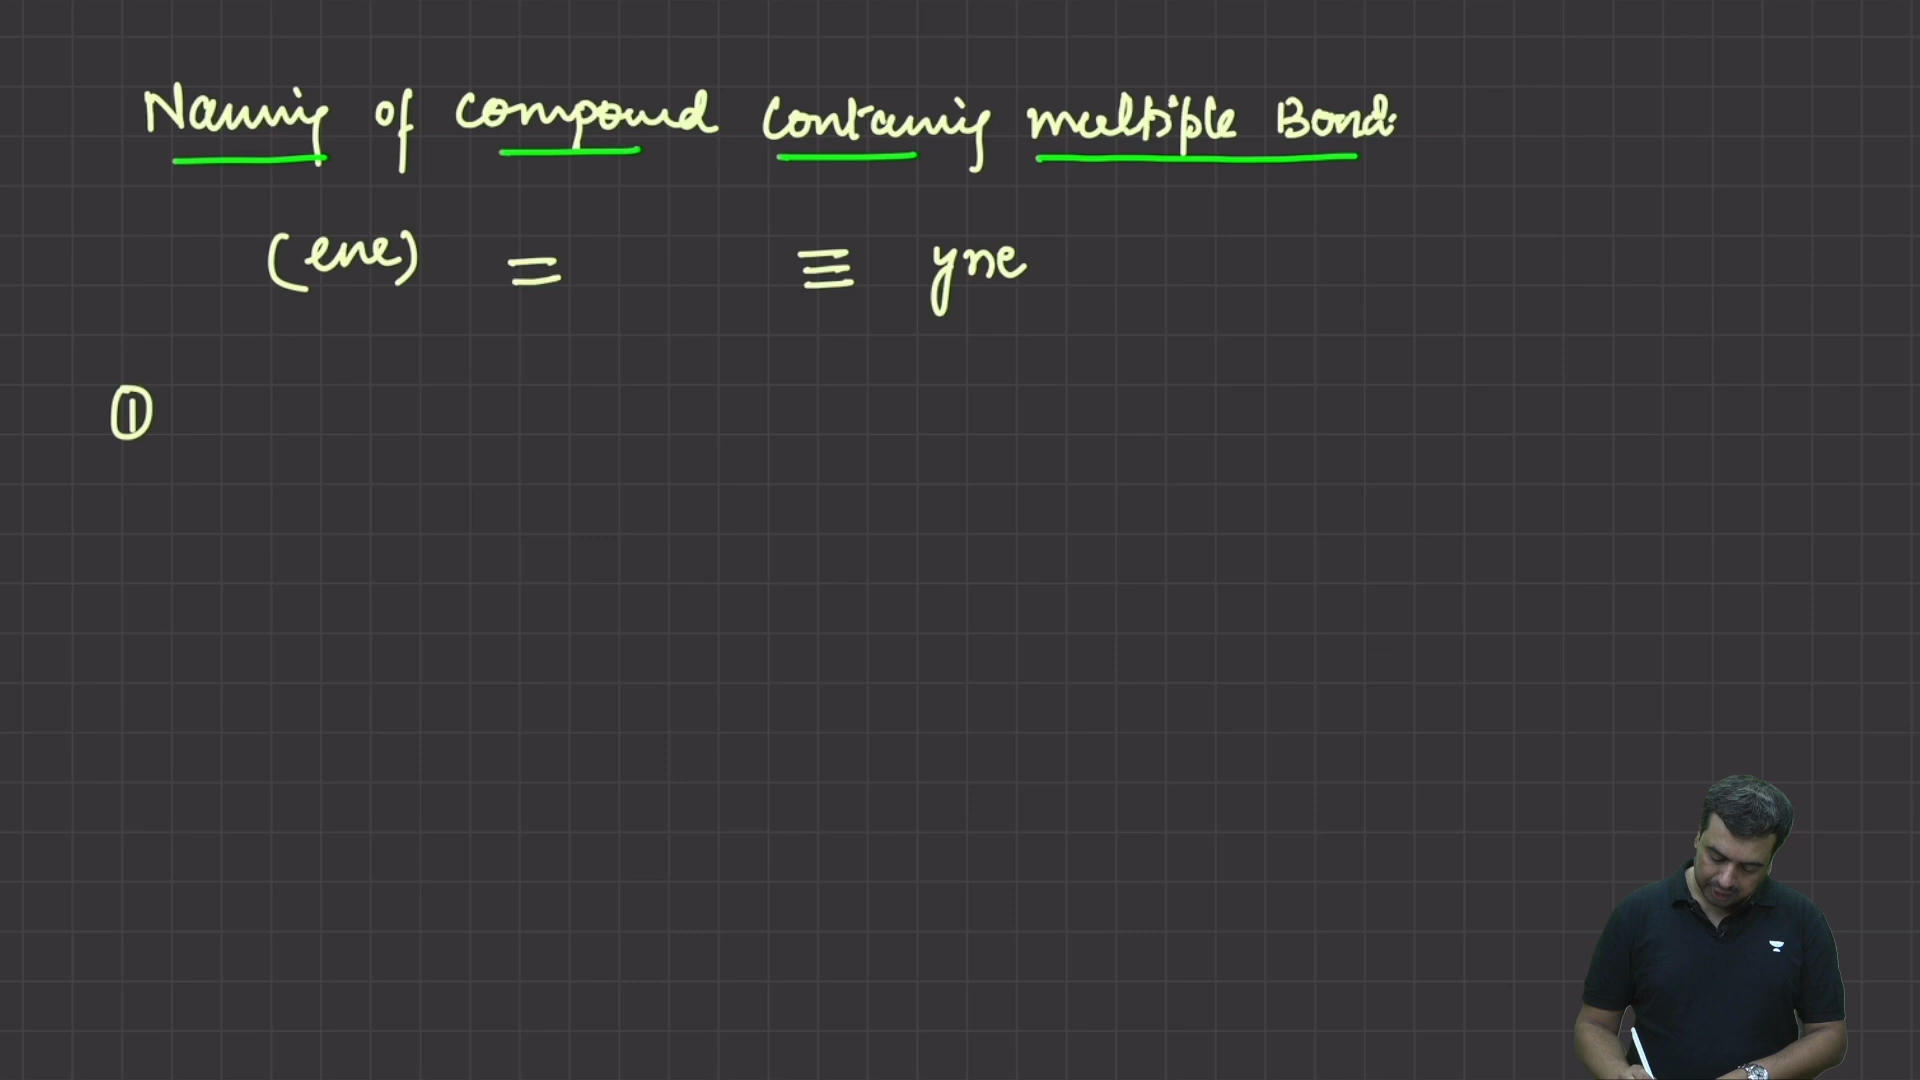 Naming of Compound Containing multiple Bond:
(ene) = ≡ yne
①